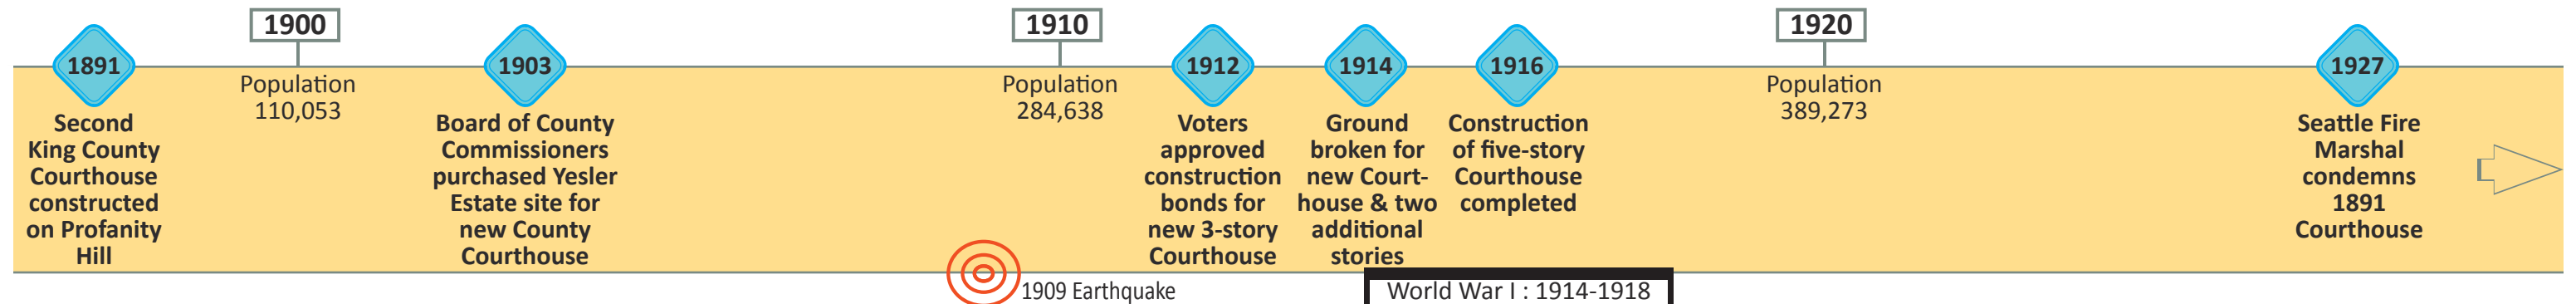 1891
Second
King County
Courthouse
constructed
on Profanity
Hill
1900
Population
110,053
1903
Board of County
Commissioners
purchased Yesler
Estate site for
new County
Courthouse
1909 Earthquake
1910
Population
284,638
1912
Voters
approved
construction
bonds for
new 3-story
Courthouse
1914
Ground
broken for
new Court-
house & two
additional
stories
World War I : 1914-1918
1916
Construction
of five-story
Courthouse
completed
1920
Population
389,273
1927
Seattle Fire
Marshal
condemns
1891
Courthouse